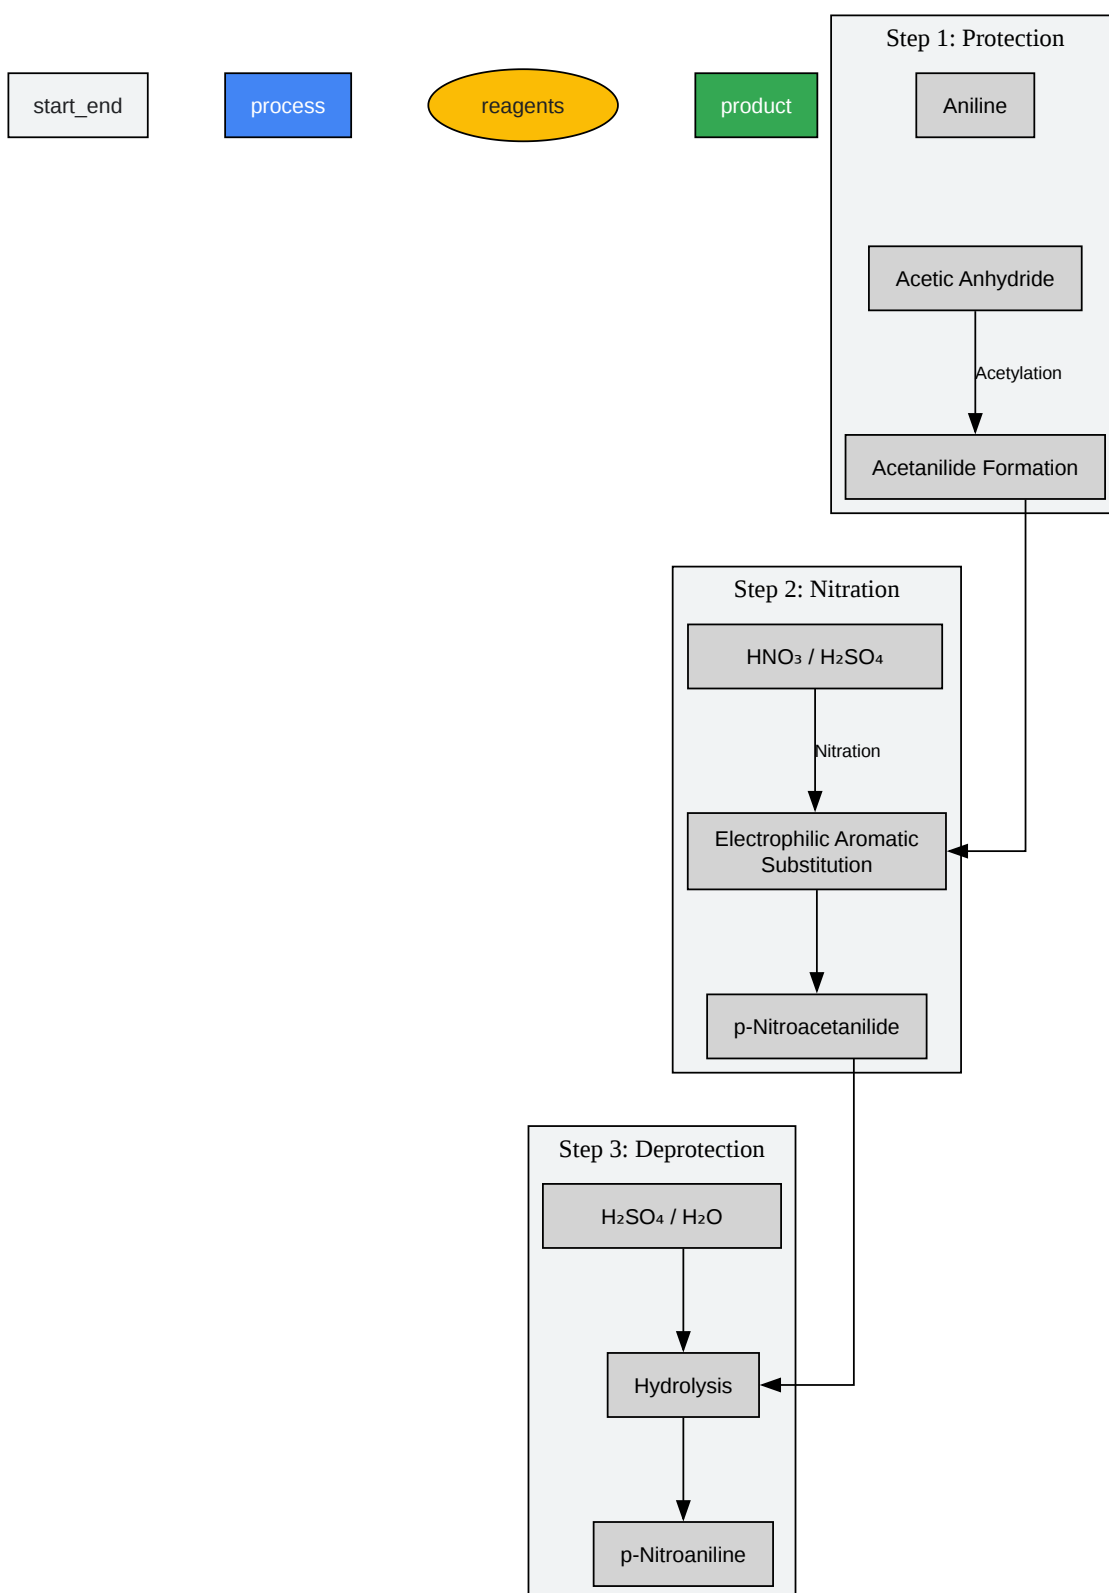 Step 1: Protection
start_end
process
reagents
product
Aniline
Acetic Anhydride
Acetylation
Acetanilide Formation
Step 2: Nitration
HNO₃ / H₂SO₄
Nitration
Electrophilic Aromatic
Substitution
p-Nitroacetanilide
Step 3: Deprotection
H₂SO₄ / H₂O
Hydrolysis
p-Nitroaniline